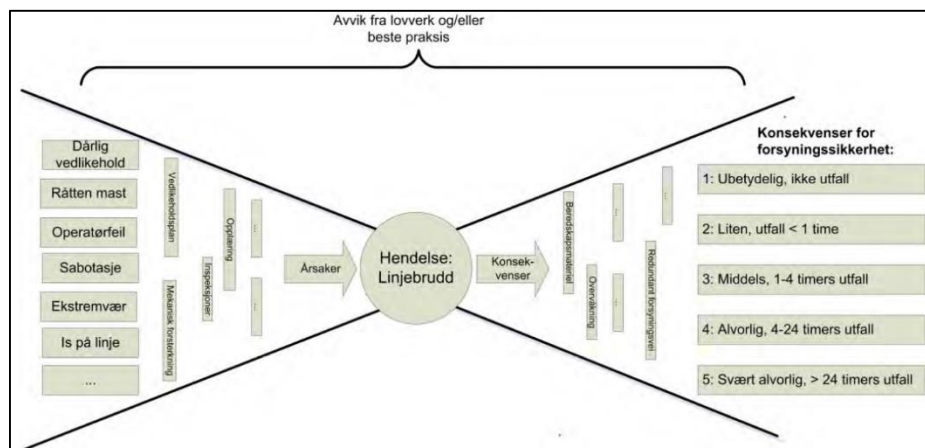 Avvik fra lovverk og/eller
beste praksis
Dårlig
vedlikehold
Råtten mast
Operatørfeil
Sabotasje
Ekstremvær
Is på linje
...
Vedlikeholdsplan
Mekanisk forsterkning
Inspeksjoner
Opplæring
...
...
Årsaker
Hendelse:
Linjebrudd
Konsek-
venser
Beredskapsmateriel
Overvåkning
...
...
Redundant forsyningsvei
...
Konsekvenser for
forsyningssikkerhet:
1: Ubetydelig, ikke utfall
2: Liten, utfall < 1 time
3: Middels, 1-4 timers utfall
4: Alvorlig, 4-24 timers utfall
5: Svært alvorlig, > 24 timers utfall